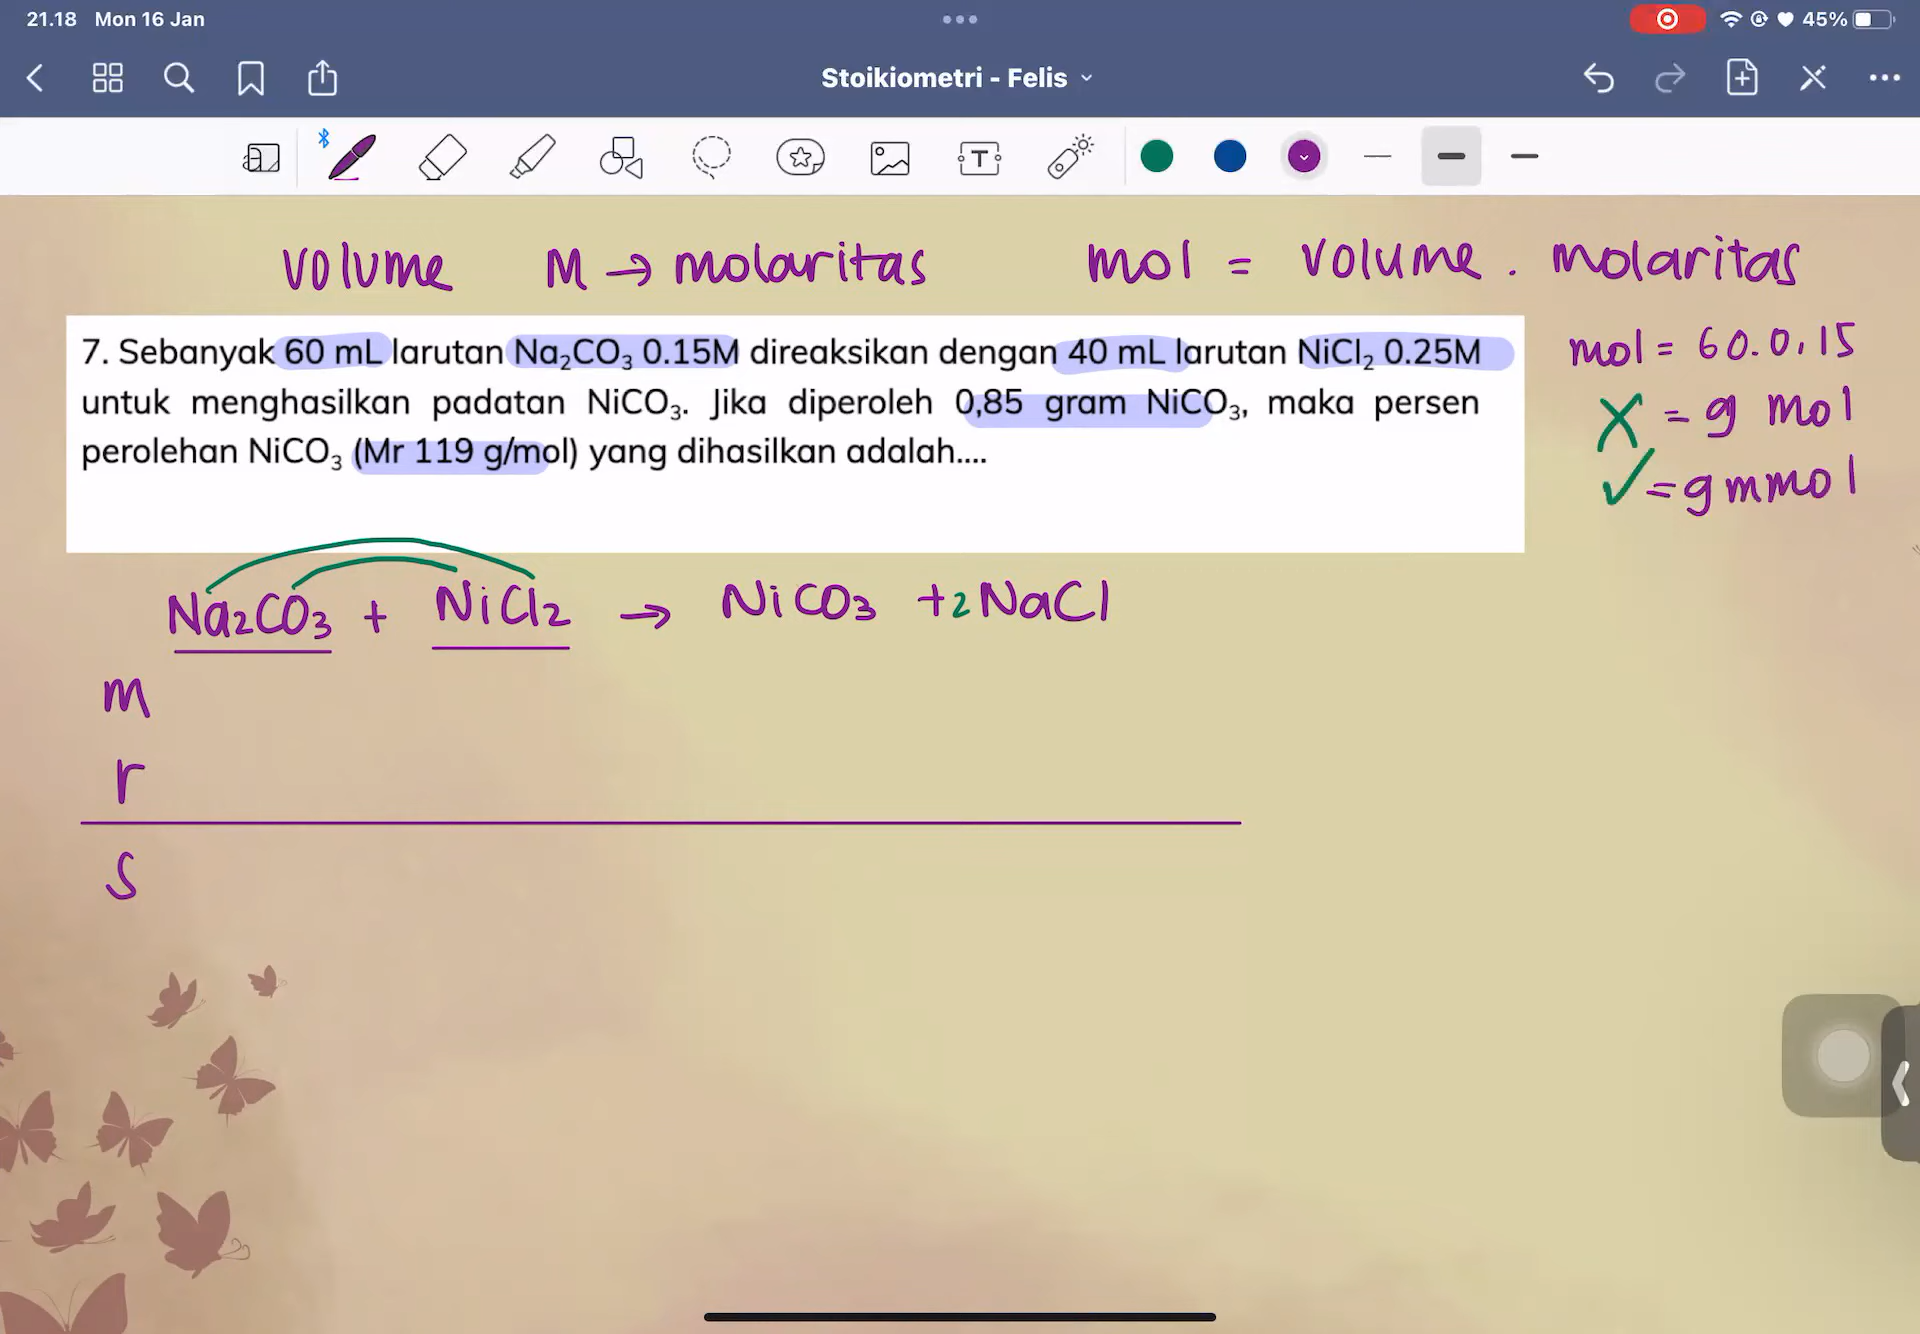 21.18 Mon 16 Jan
45%
Stoikiometri - Felis
volume M → molaritas mol = volume . molaritas
7. Sebanyak 60 mL larutan Na₂CO₃ 0.15M direaksikan dengan 40 mL larutan NiCl₂ 0.25M
untuk menghasilkan padatan NiCO₃. Jika diperoleh 0,85 gram NiCO₃, maka persen
perolehan NiCO₃ (Mr 119 g/mol) yang dihasilkan adalah....
mol = 60.0,15
X = 9 mol
✓ = 9 mmol
Na₂CO₃ + NiCl₂ → NiCO₃ + 2NaCl
m
r
s